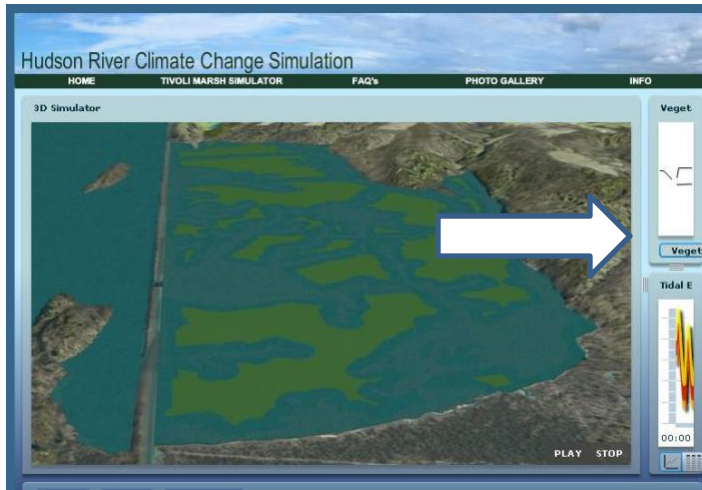 Hudson River Climate Change Simulation
HOME TIVOLI MARSH SIMULATOR FAQ's PHOTO GALLERY INFO
3D Simulator
Veget
Veget
Tidal E
00:00
PLAY STOP